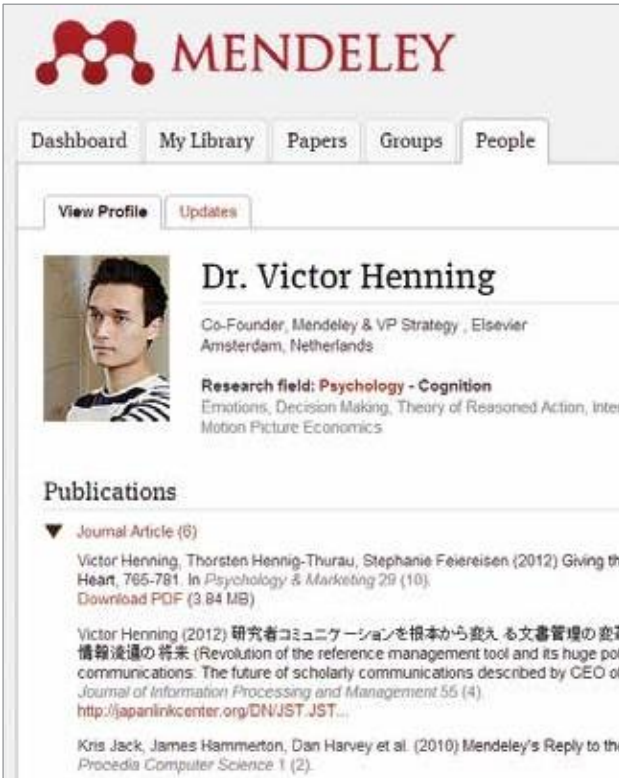 MENDELEY
Dashboard My Library Papers Groups People
View Profile Updates
Dr. Victor Henning
Co-Founder, Mendeley & VP Strategy , Elsevier
Amsterdam, Netherlands
Research field: Psychology - Cognition
Emotions, Decision Making, Theory of Reasoned Action, Inte
Motion Picture Economics
Publications
Journal Article (6)
Victor Henning, Thorsten Hennig-Thurau, Stephanie Feiereisen (2012) Giving th
Heart, 765-781. In Psychology & Marketing 29 (10).
Download PDF (3.84 MB)
Victor Henning (2012) 研究者コミュニケーションを根本から変え る文書管理の変
情報流通の将来 (Revolution of the reference management tool and its huge po
communications: The future of scholarly communications described by CEO o
Journal of Information Processing and Management 55 (4).
http://japanlinkcenter.org/DN/JST.JST...
Kris Jack, James Hammerton, Dan Harvey et al. (2010) Mendeley's Reply to th
Procedia Computer Science 1 (2).